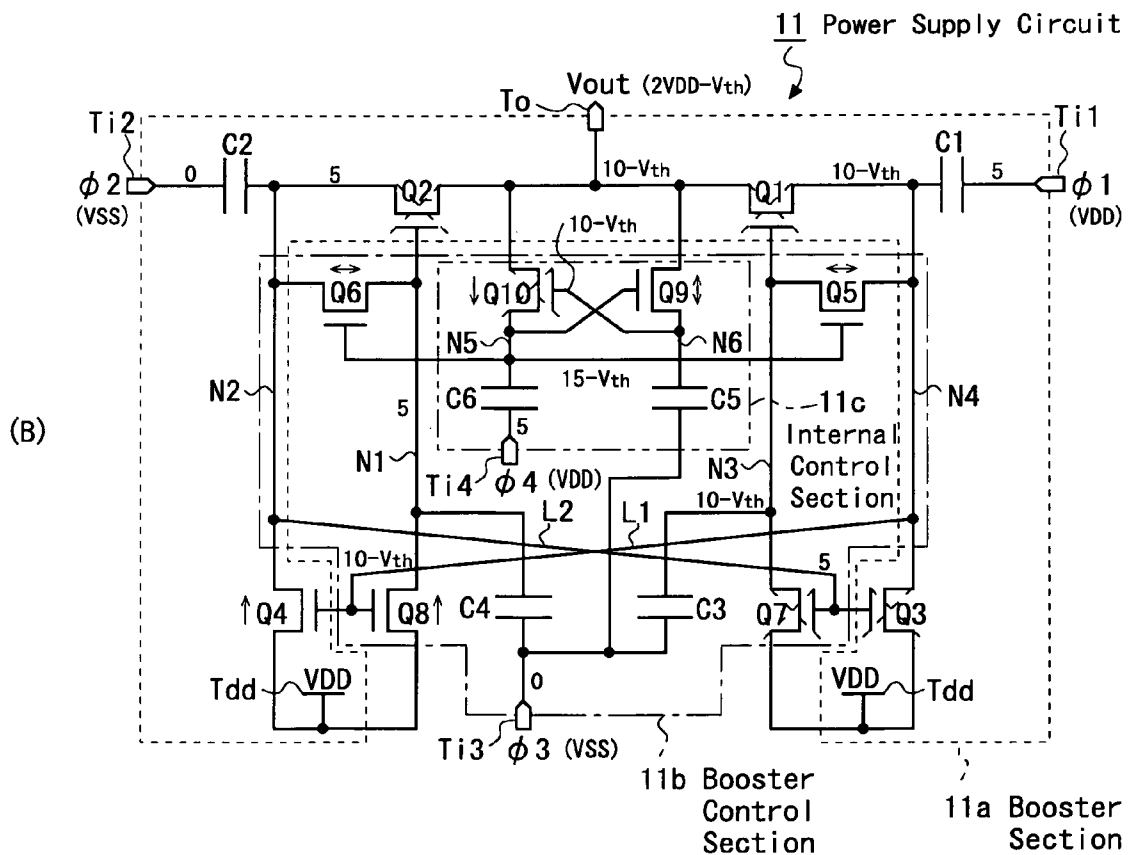 11 Power Supply Circuit
Vout (2VDD-Vth)
To
Ti2
Ti1
C2
C1
0
5
10-Vth
10-Vth
5
φ2
(VSS)
Q2
Q1
φ1
(VDD)
10-Vth
Q6
Q10
Q9
Q5
N5
N6
N2
15-Vth
N4
C6
C5
11c
Internal
Control
Section
(B)
5
5
N1
N3
Ti4
φ4 (VDD)
10-Vth
L2
L1
10-Vth
5
Q4
Q8
C4
C3
Q7
Q3
Tdd
VDD
VDD
Tdd
0
Ti3
φ3 (VSS)
11b Booster
Control
Section
11a Booster
Section